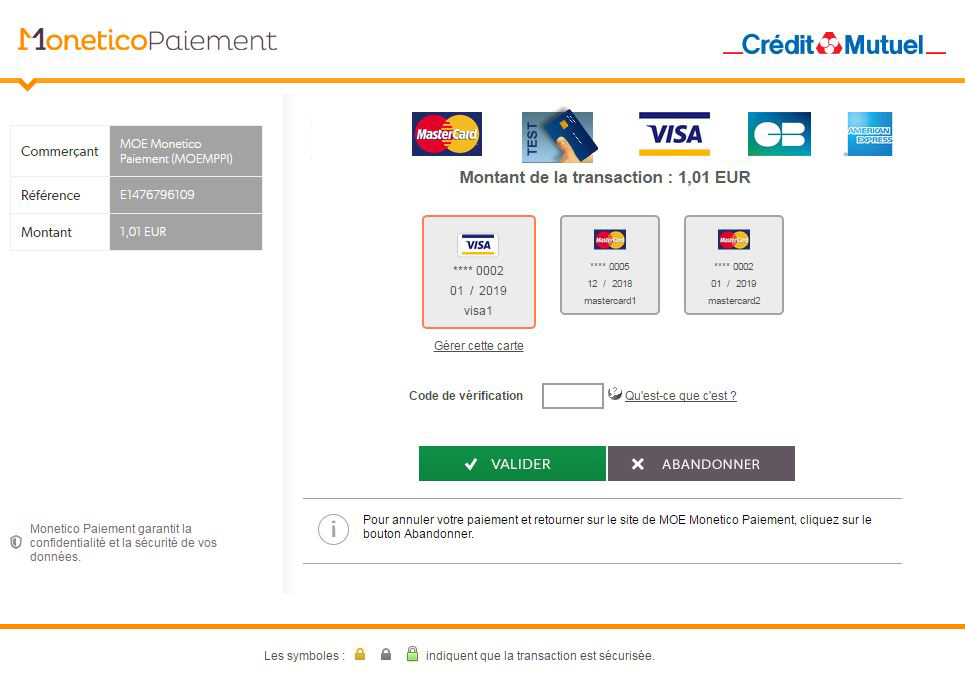 MoneticoPaiement
Crédit Mutuel
Commerçant
MOE Monetico
Paiement (MOEMPPI)
Référence
E1476796109
Montant
1,01 EUR
MasterCard
TEST
VISA
CB
AMERICAN
EXPRESS
Montant de la transaction : 1,01 EUR
VISA
**** 0002
01 / 2019
visa1
MasterCard
**** 0005
12 / 2018
mastercard1
MasterCard
**** 0002
01 / 2019
mastercard2
Gérer cette carte
Code de vérification
Qu'est-ce que c'est ?
VALIDER
ABANDONNER
i
Pour annuler votre paiement et retourner sur le site de MOE Monetico Paiement, cliquez sur le
bouton Abandonner.
Monetico Paiement garantit la
confidentialité et la sécurité de vos
données.
Les symboles : indiquent que la transaction est sécurisée.